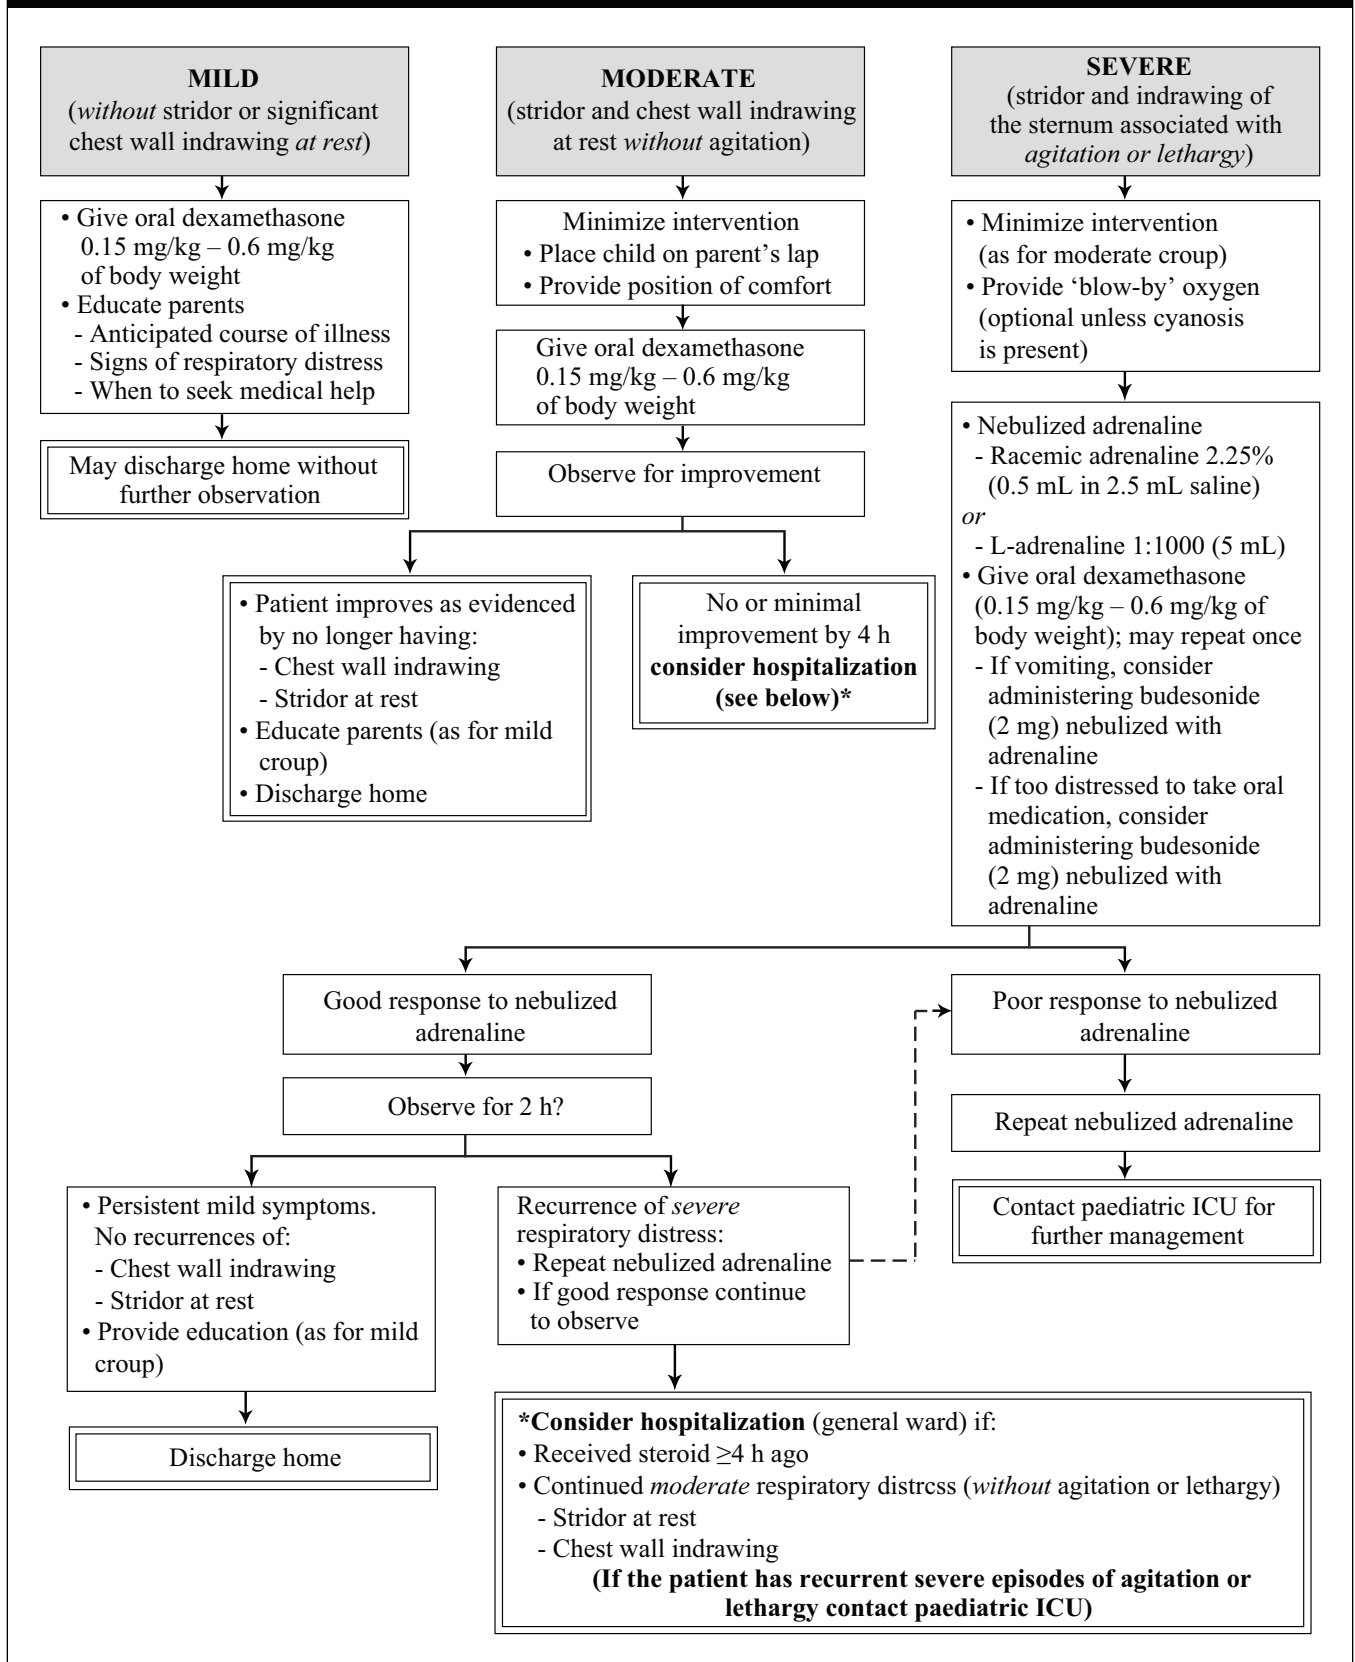 MILD
(without stridor or significant
chest wall indrawing at rest)
• Give oral dexamethasone
0.15 mg/kg – 0.6 mg/kg
of body weight
• Educate parents
- Anticipated course of illness
- Signs of respiratory distress
- When to seek medical help
May discharge home without
further observation
MODERATE
(stridor and chest wall indrawing
at rest without agitation)
Minimize intervention
• Place child on parent’s lap
• Provide position of comfort
Give oral dexamethasone
0.15 mg/kg – 0.6 mg/kg
of body weight
Observe for improvement
• Patient improves as evidenced
by no longer having:
- Chest wall indrawing
- Stridor at rest
• Educate parents (as for mild
croup)
• Discharge home
No or minimal
improvement by 4 h
consider hospitalization
(see below)*
SEVERE
(stridor and indrawing of
the sternum associated with
agitation or lethargy)
• Minimize intervention
(as for moderate croup)
• Provide ‘blow-by’ oxygen
(optional unless cyanosis
is present)
• Nebulized adrenaline
- Racemic adrenaline 2.25%
(0.5 mL in 2.5 mL saline)
or
- L-adrenaline 1:1000 (5 mL)
• Give oral dexamethasone
(0.15 mg/kg – 0.6 mg/kg of
body weight); may repeat once
- If vomiting, consider
administering budesonide
(2 mg) nebulized with
adrenaline
- If too distressed to take oral
medication, consider
administering budesonide
(2 mg) nebulized with
adrenaline
Good response to nebulized
adrenaline
Observe for 2 h?
• Persistent mild symptoms.
No recurrences of:
- Chest wall indrawing
- Stridor at rest
• Provide education (as for mild
croup)
Discharge home
Recurrence of severe
respiratory distress:
• Repeat nebulized adrenaline
• If good response continue
to observe
Poor response to nebulized
adrenaline
Repeat nebulized adrenaline
Contact paediatric ICU for
further management
*Consider hospitalization (general ward) if:
• Received steroid ≥4 h ago
• Continued moderate respiratory distrcss (without agitation or lethargy)
- Stridor at rest
- Chest wall indrawing
(If the patient has recurrent severe episodes of agitation or
lethargy contact paediatric ICU)